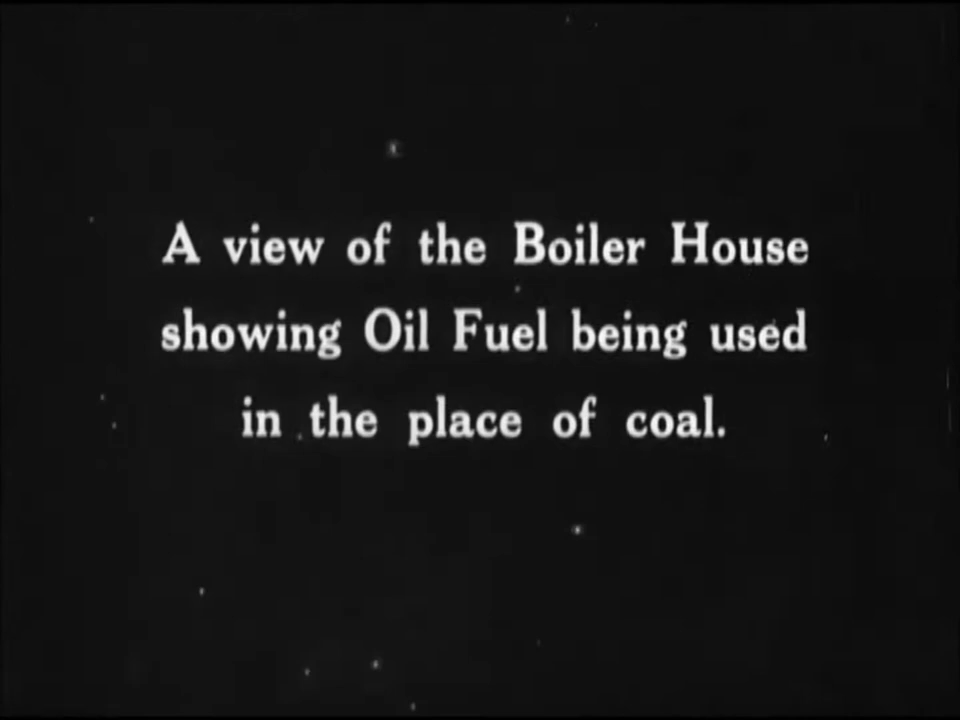 A view of the Boiler House
showing Oil Fuel being used
in the place of coal.